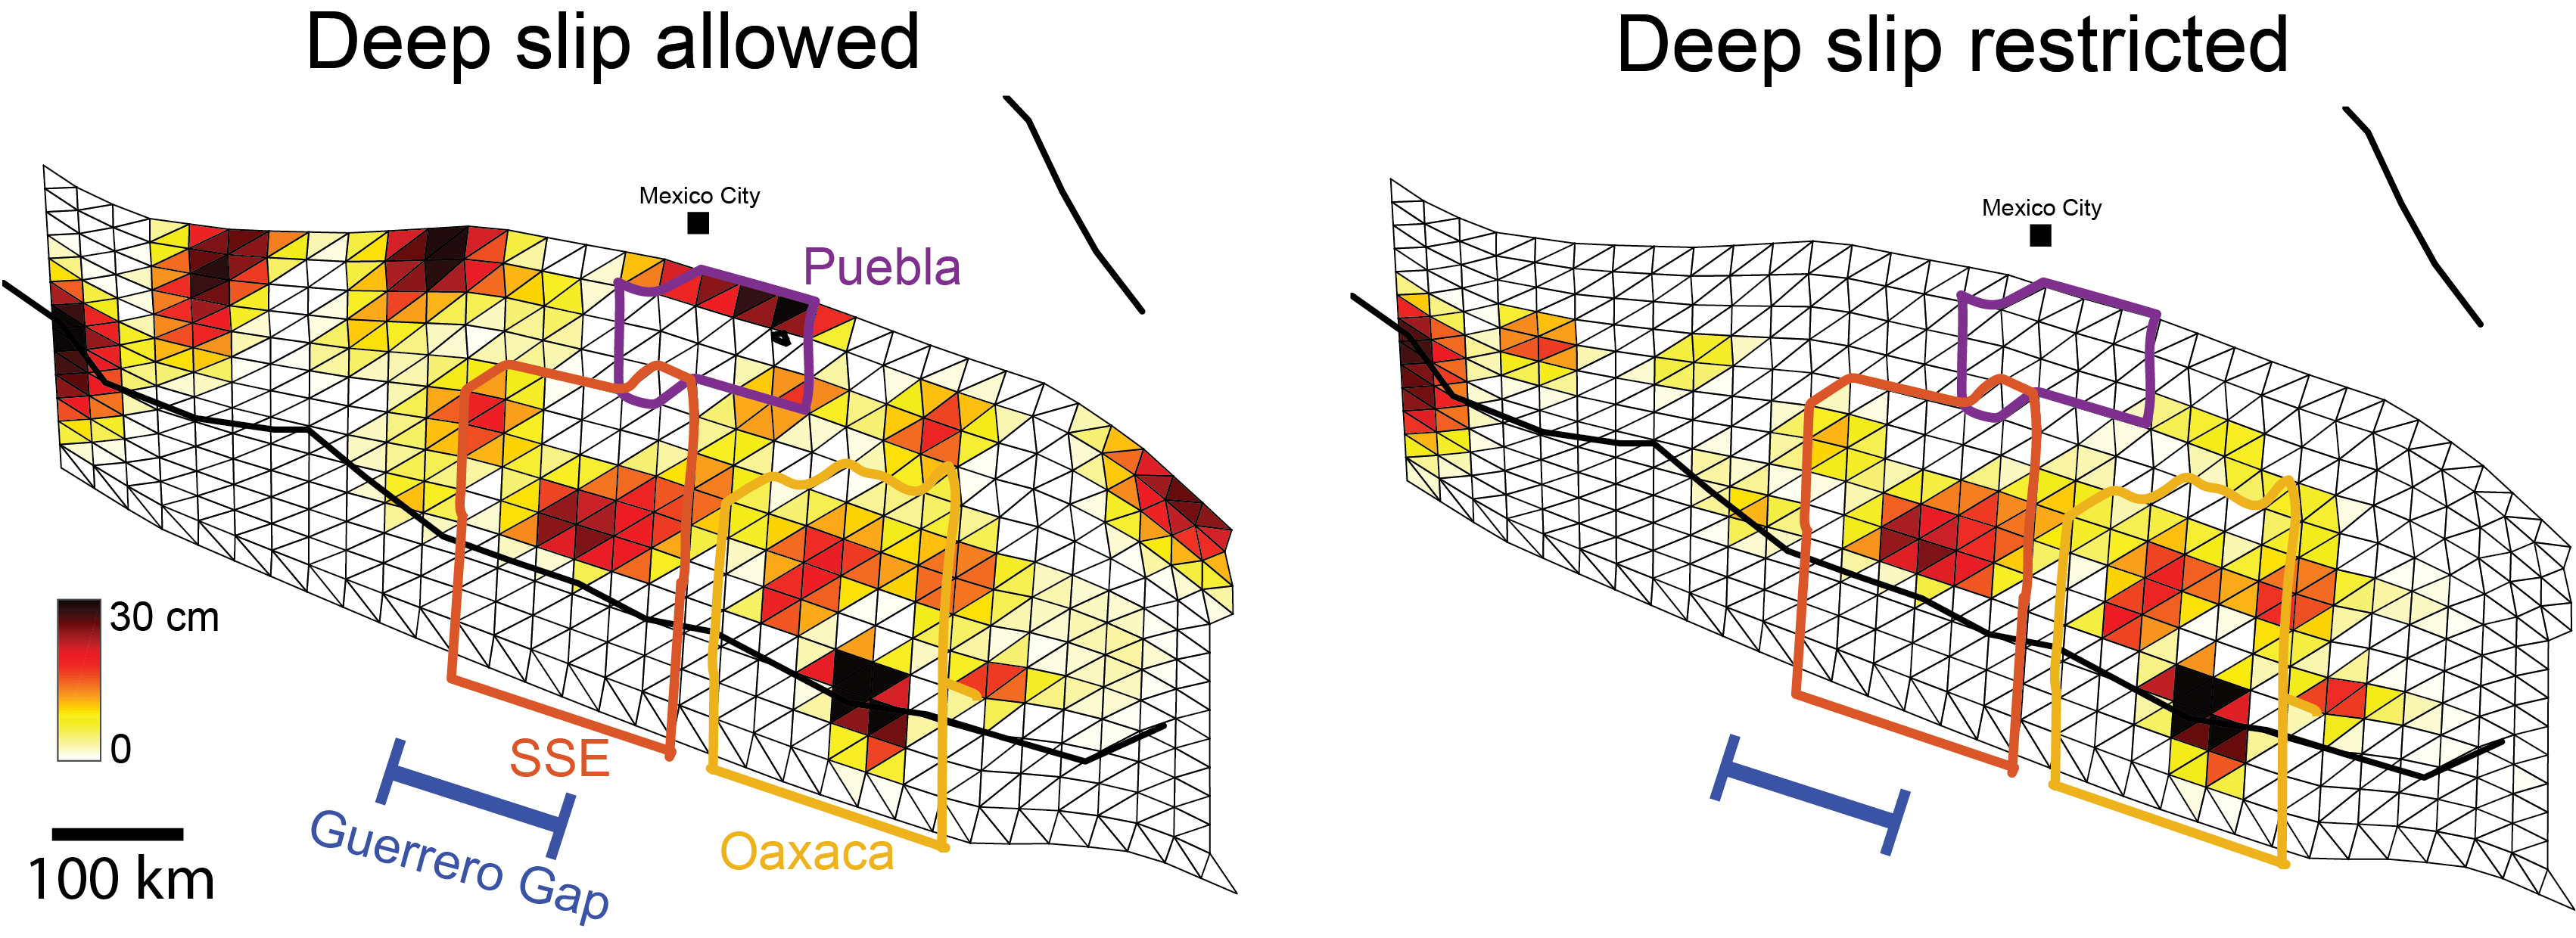 Deep slip allowed
Mexico City
Puebla
30 cm
0
100 km
SSE
Guerrero Gap
Oaxaca
Deep slip restricted
Mexico City